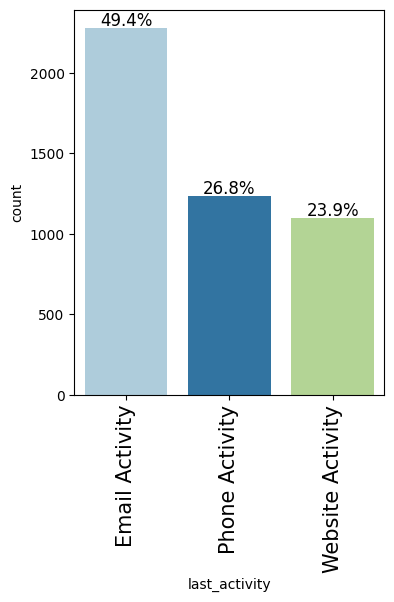 49.4%
2000
1500
26.8%
23.9%
count
1000
500
0
Email Activity
Phone Activity
Website Activity
last_activity